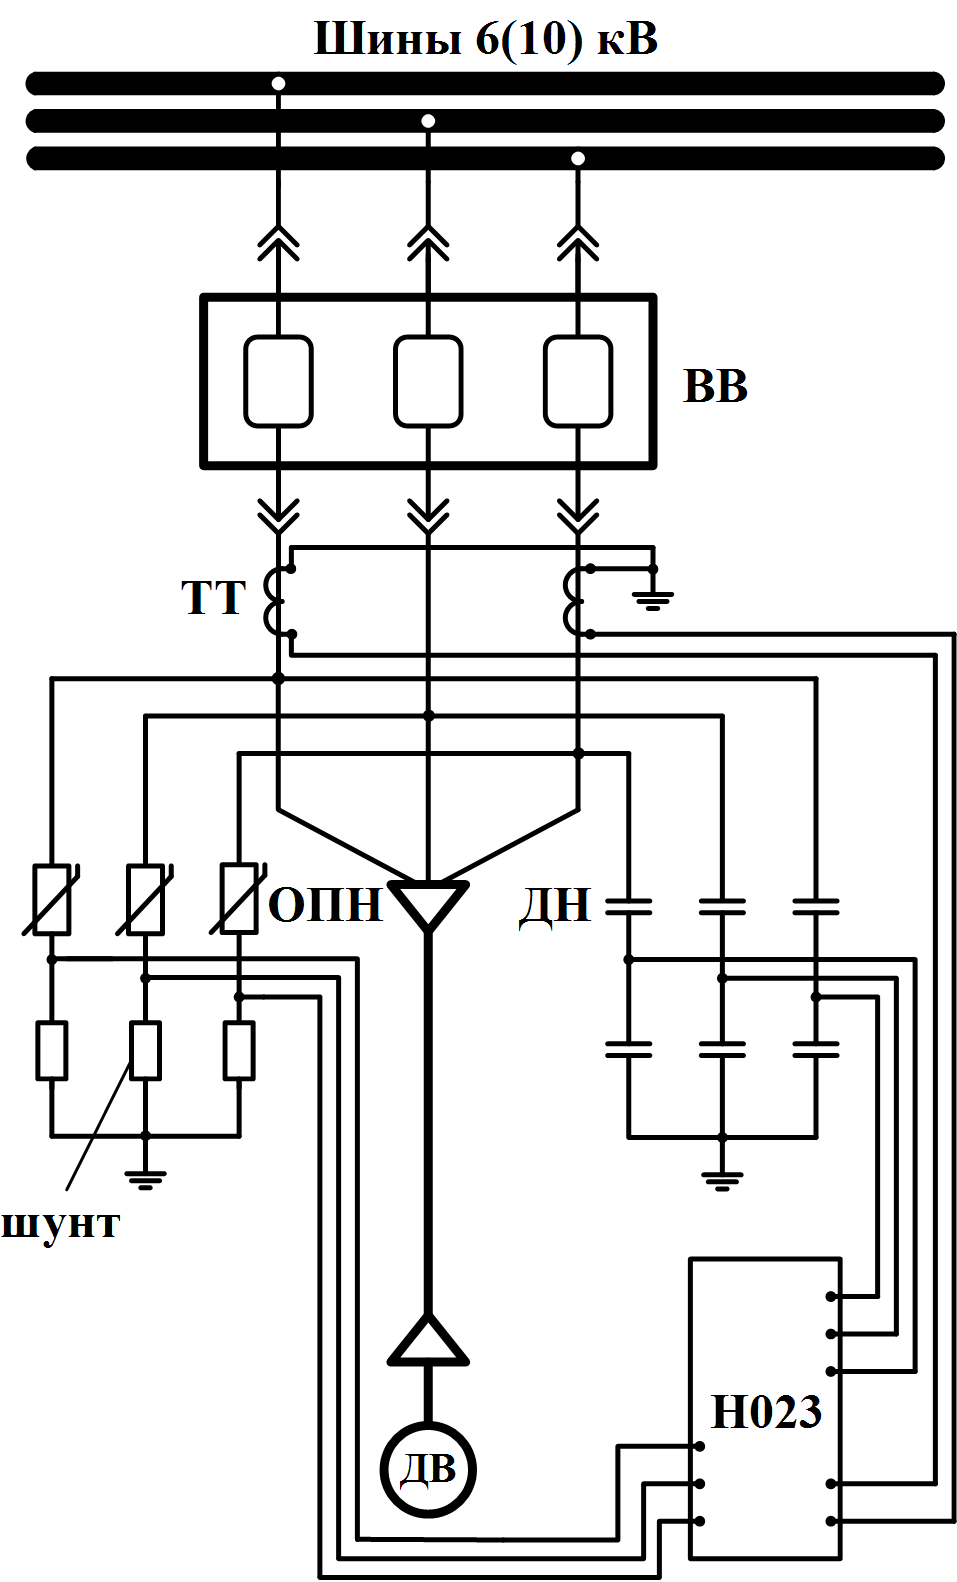 Шины 6(10) кВ
ВВ
ТТ
ОПН
ДН
шунт
Н023
ДВ